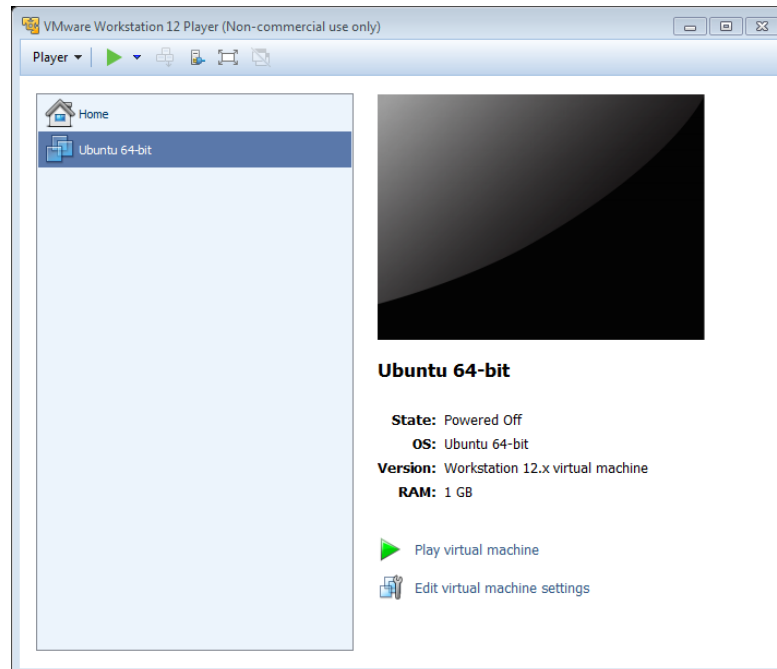 VMware Workstation 12 Player (Non-commercial use only)
Player
Home
Ubuntu 64-bit
Ubuntu 64-bit
State: Powered Off
OS: Ubuntu 64-bit
Version: Workstation 12.x virtual machine
RAM: 1 GB
Play virtual machine
Edit virtual machine settings